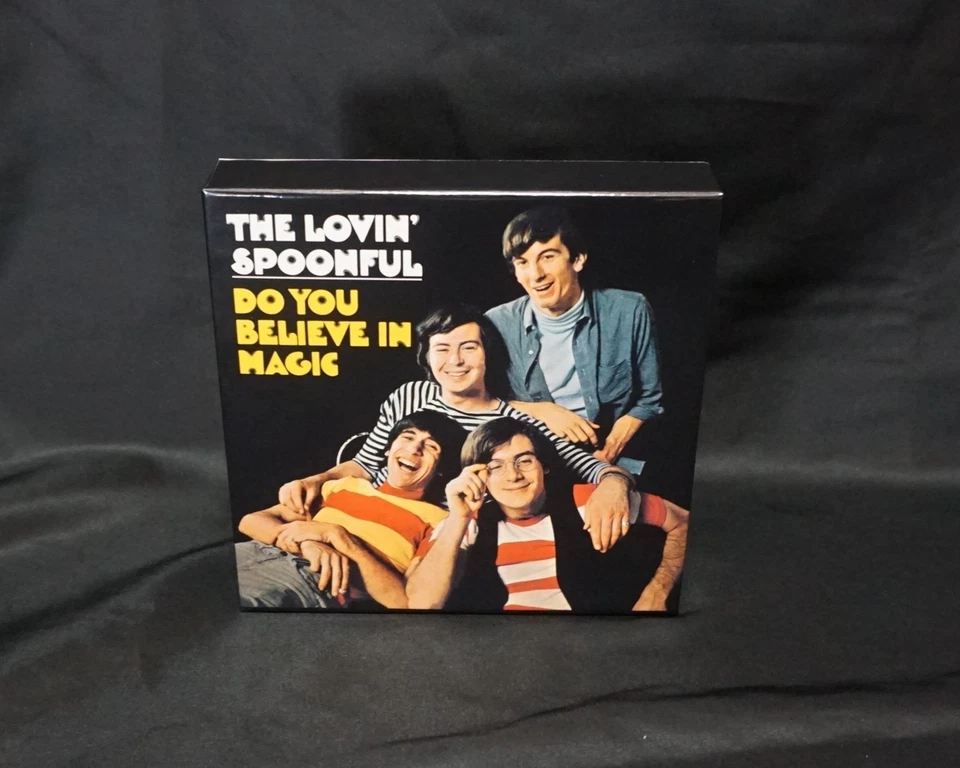 THE LOVIN'
SPOONFUL
DO YOU
BELIEVE IN
MAGIC